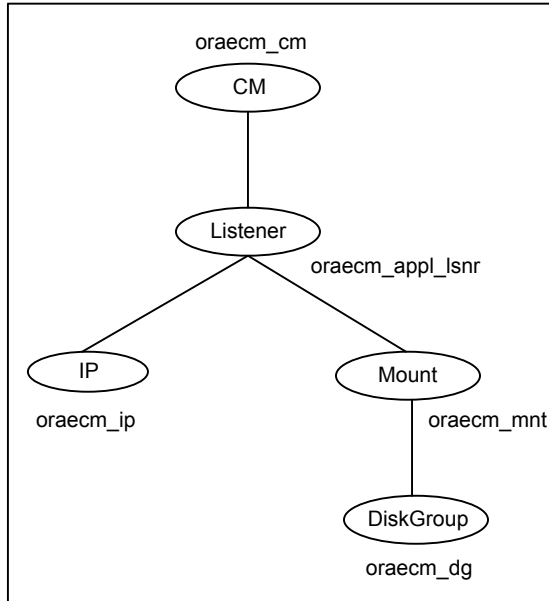 oraecm_cm
CM
Listener
oraecm_appl_lsnr
IP
Mount
oraecm_ip
oraecm_mnt
DiskGroup
oraecm_dg